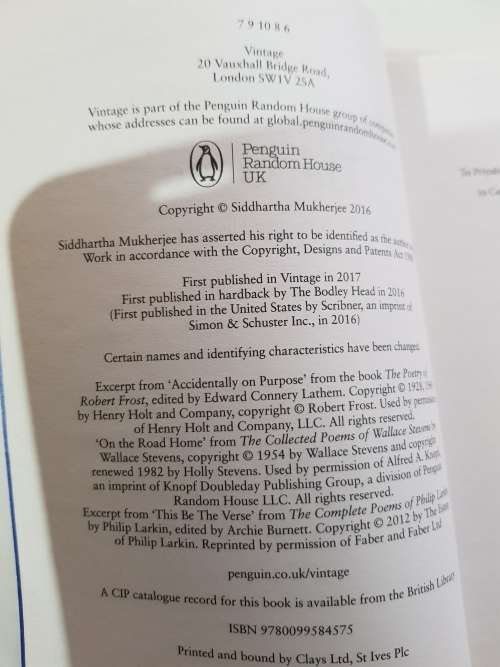 7 9 10 8 6
Vintage
20 Vauxhall Bridge Road,
London SW1V 2SA
Vintage is part of the Penguin Random House group of companies
whose addresses can be found at global.penguinrandomhouse
Penguin
Random House
UK
Copyright © Siddhartha Mukherjee 2016
Siddhartha Mukherjee has asserted his right to be identified as the author
Work in accordance with the Copyright, Designs and Patents Act
First published in Vintage in 2017
First published in hardback by The Bodley Head in 2016
(First published in the United States by Scribner, an imprint of
Simon & Schuster Inc., in 2016)
Certain names and identifying characteristics have been changed
Excerpt from 'Accidentally on Purpose' from the book The Poetry of
Robert Frost, edited by Edward Connery Lathem. Copyright © 1928,
by Henry Holt and Company, copyright © Robert Frost. Used by permission
of Henry Holt and Company, LLC. All rights reserved.
'On the Road Home' from The Collected Poems of Wallace Stevens by
Wallace Stevens, copyright © 1954 by Wallace Stevens and copyright
renewed 1982 by Holly Stevens. Used by permission of Alfred A. Knopf,
an imprint of Knopf Doubleday Publishing Group, a division of Penguin
Random House LLC. All rights reserved.
Excerpt from 'This Be The Verse' from The Complete Poems of Philip Larkin
by Philip Larkin, edited by Archie Burnett. Copyright © 2012 by The Estate
of Philip Larkin. Reprinted by permission of Faber and Faber Ltd
penguin.co.uk/vintage
A CIP catalogue record for this book is available from the British Library
ISBN 9780099584575
Printed and bound by Clays Ltd, St Ives Plc
To